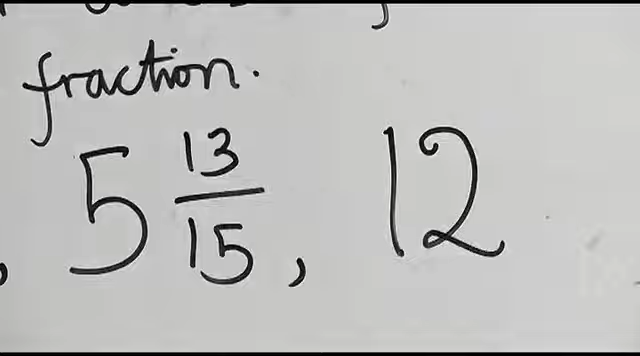 fraction.
, 5 13/15 , 12